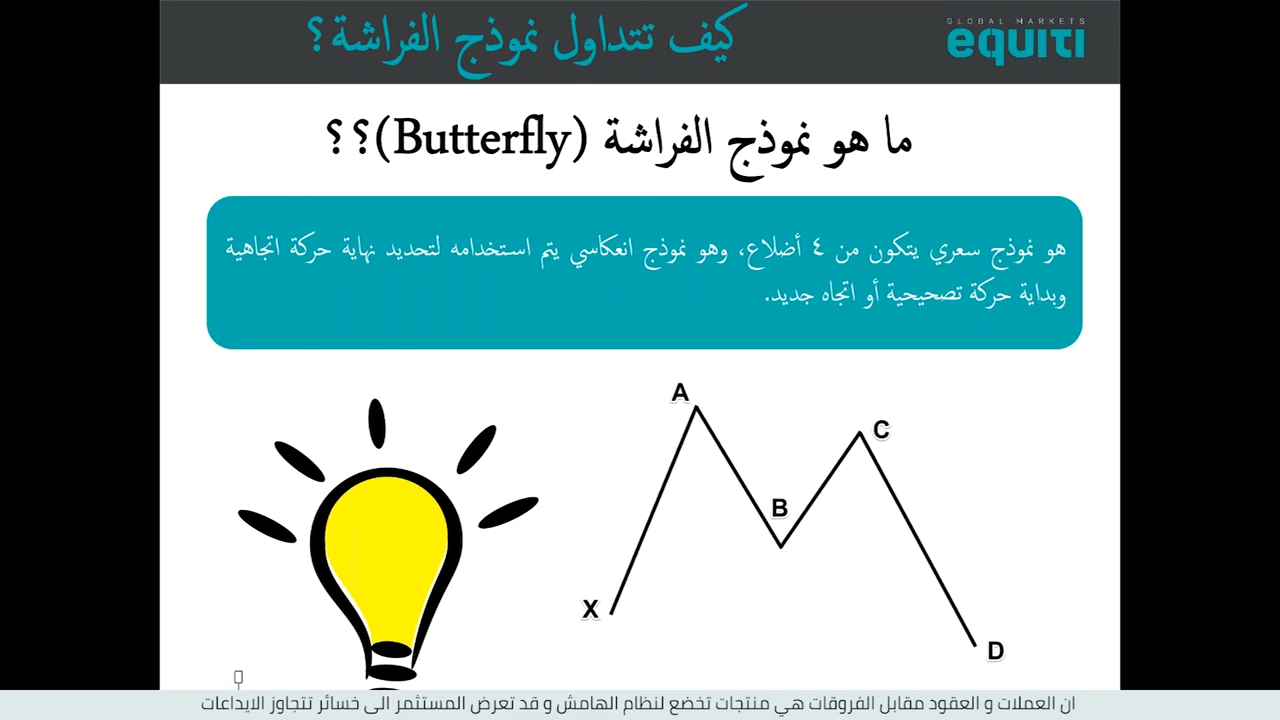 كيف تتداول نموذج الفراشة؟
GLOBAL MARKETS
equiti
ما هو نموذج الفراشة (Butterfly)؟؟
هو نموذج سعري يتكون من ٤ أضلاع، وهو نموذج انعكاسي يتم استخدامه لتحديد نهاية حركة اتجاهية
وبداية حركة تصحيحية أو اتجاه جديد.
A
C
B
X
D
ان العملات و العقود مقابل الفروقات هي منتجات تخضع لنظام الهامش و قد تعرض المستثمر الى خسائر تتجاوز الايداعات